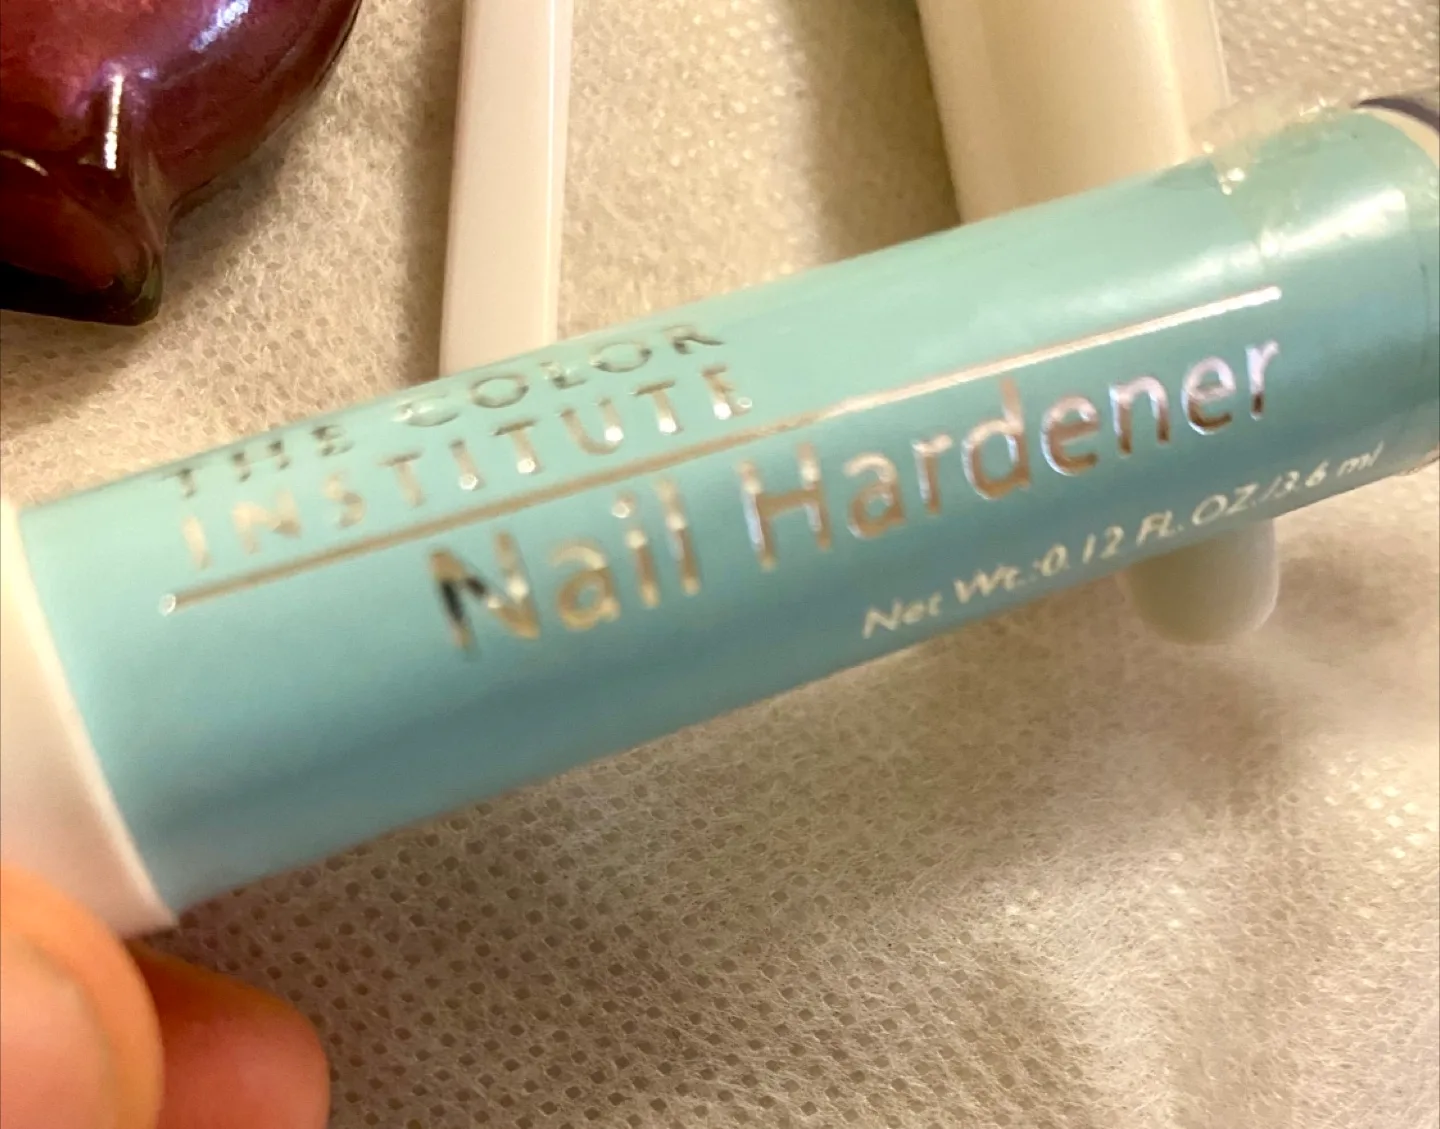 THE COLOR
INSTITUTE
Nail Hardener
Net Wt.:0.12 FL. OZ./3.6 ml